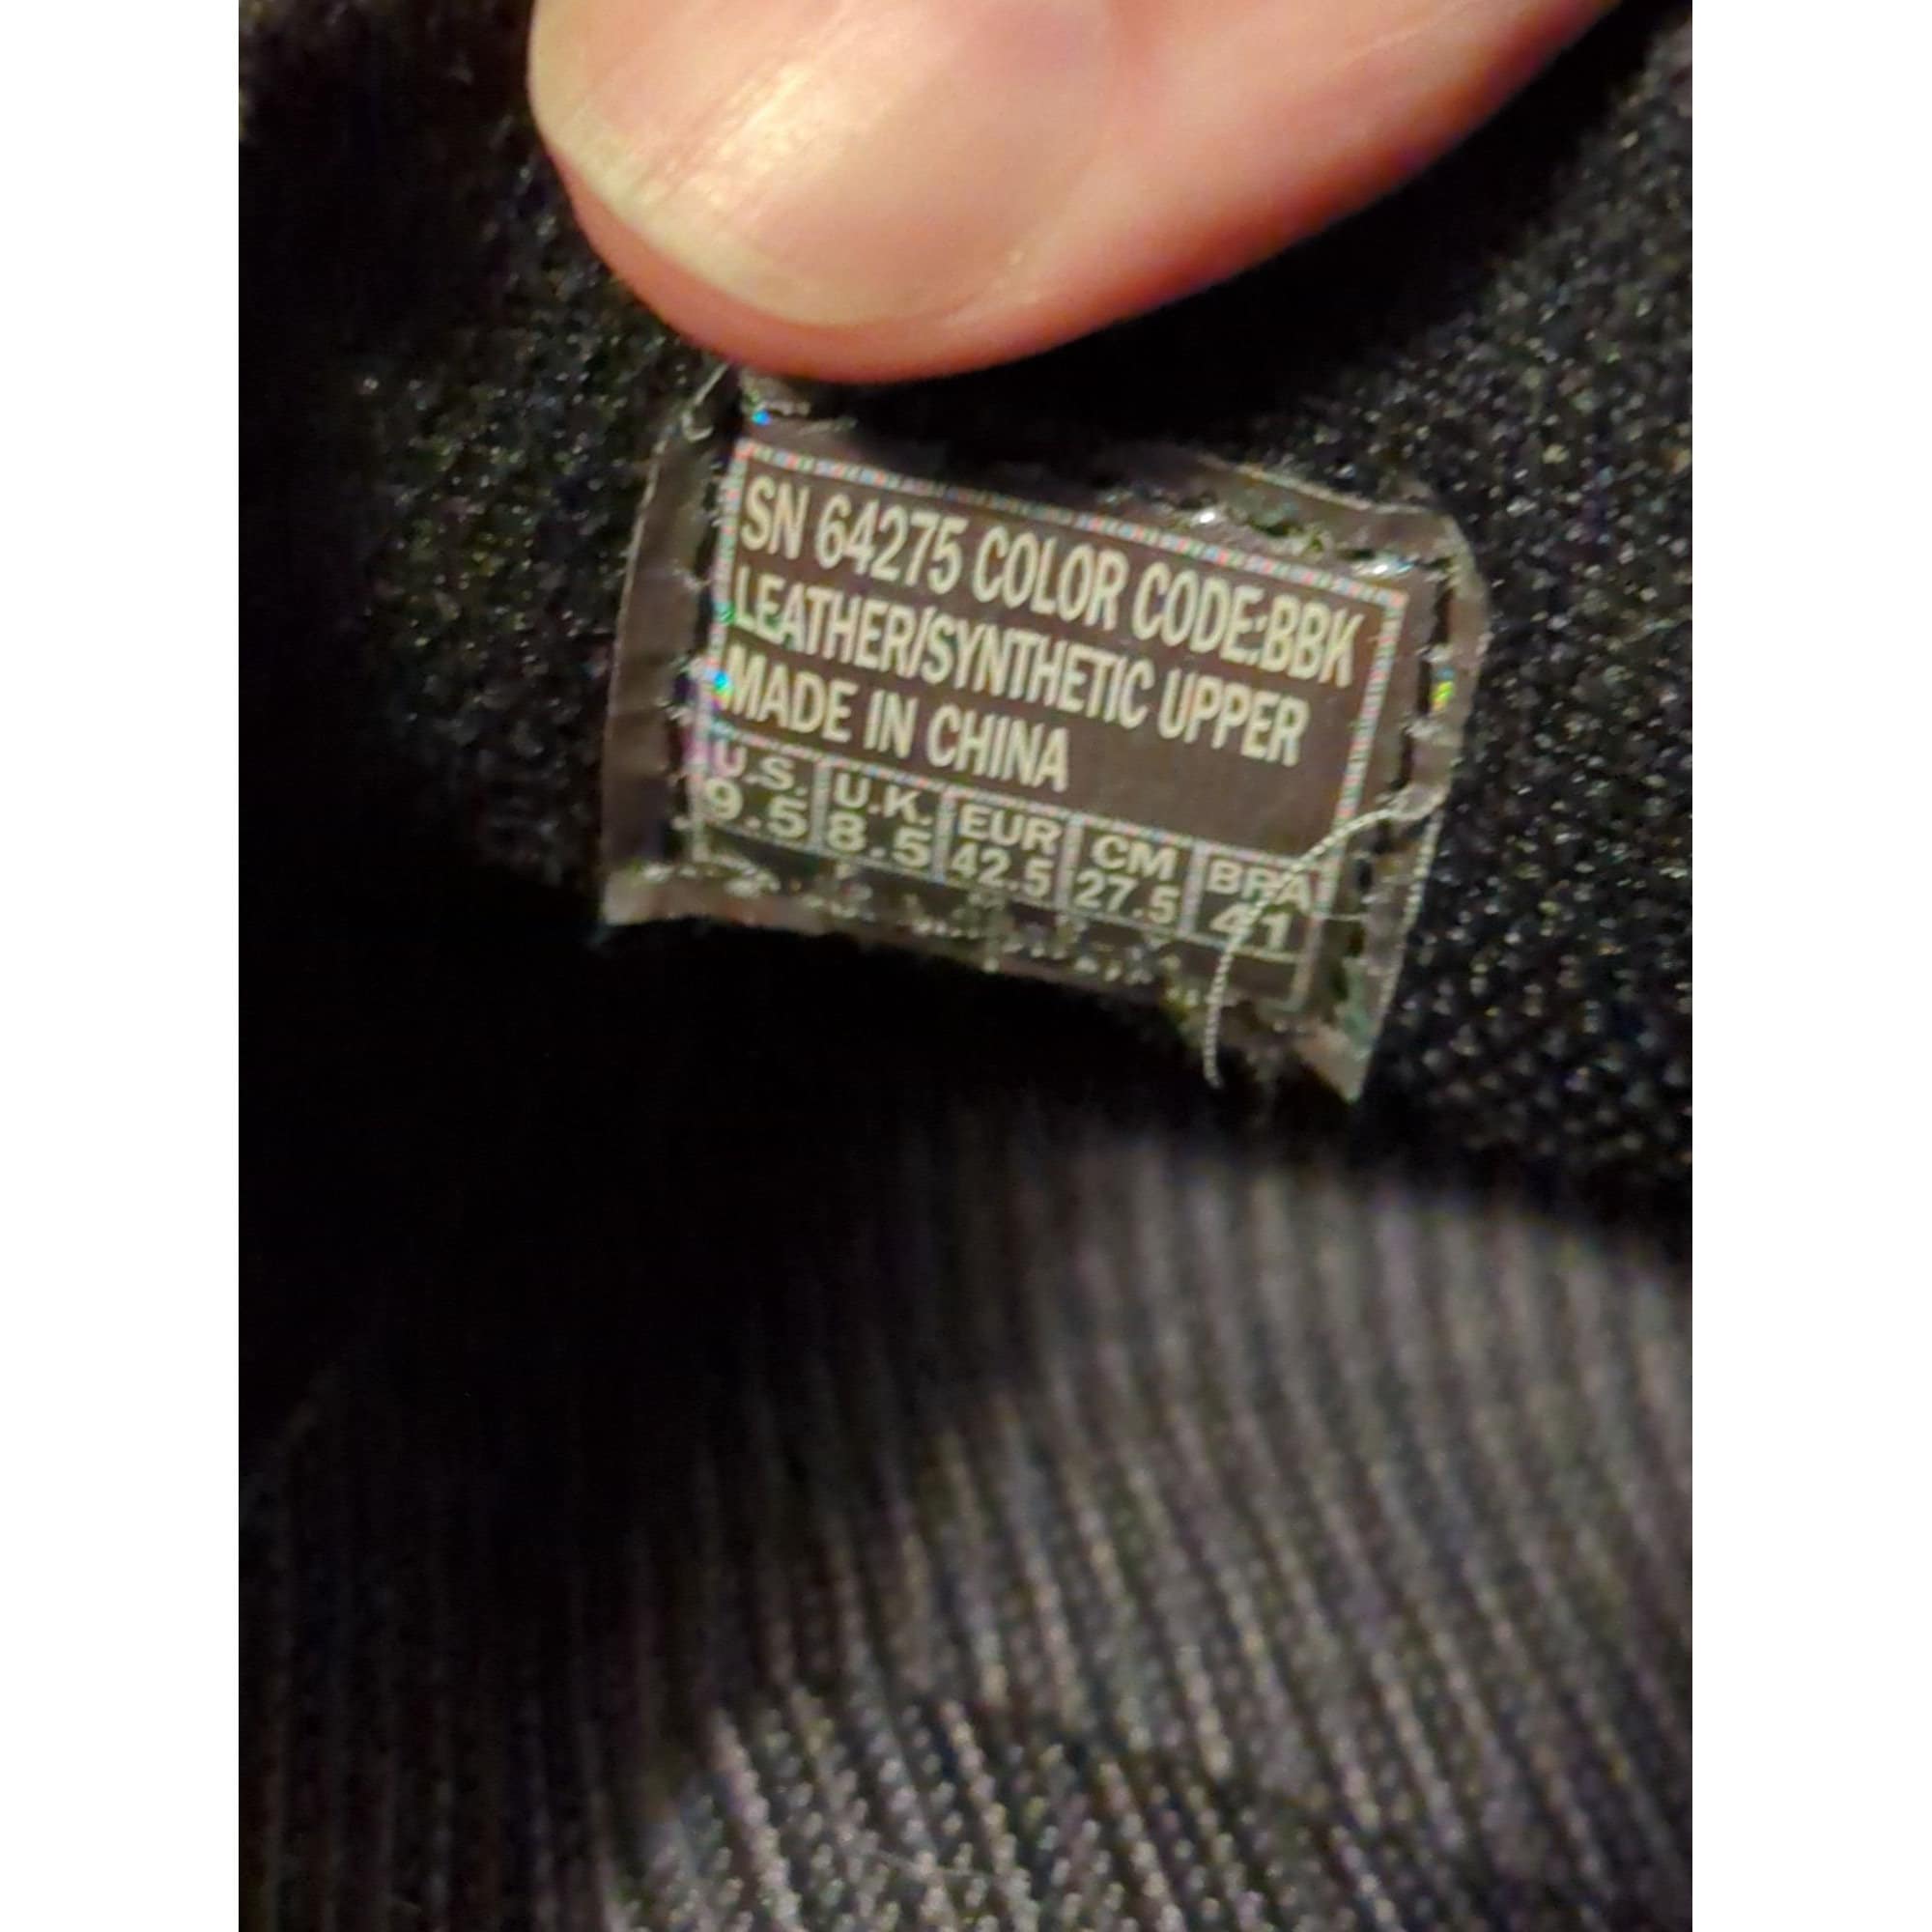 SN 64275 COLOR CODE:BBK
LEATHER/SYNTHETIC UPPER
MADE IN CHINA
U.S. U.K. EUR CM BRA
9.5 8.5 42.5 27.5 41